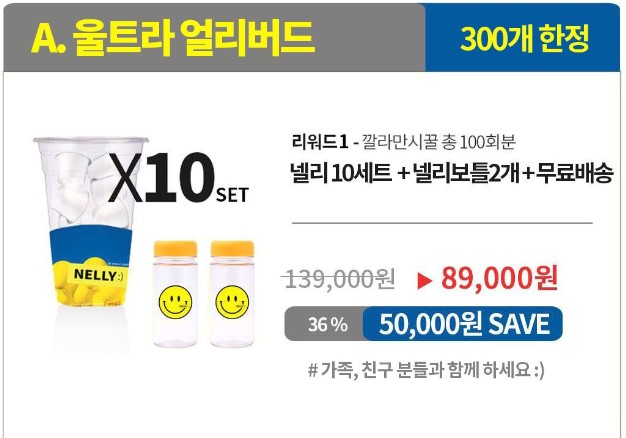 A. 울트라 얼리버드
300개 한정
X10 SET
NELLY:)
리워드 1 - 깔라만시꿀 총 100회분
넬리 10세트 + 넬리보틀2개 + 무료배송
139,000원 ▶ 89,000원
36 % 50,000원 SAVE
# 가족, 친구 분들과 함께 하세요 :)